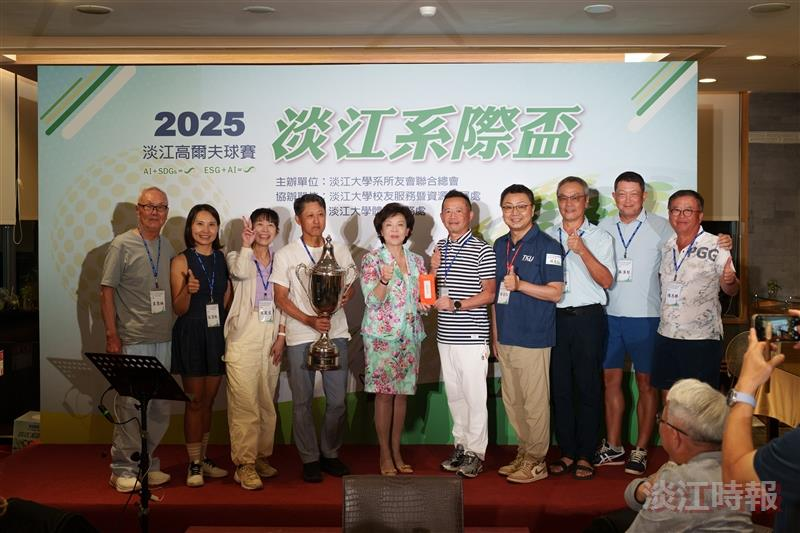 2025
淡江高爾夫球賽
AI+SDGs=∽ ESG+AI=∽
淡江系際盃
主辦單位：淡江大學系所友會聯合總會
協辦單位：淡江大學校友服務暨資源
處
淡江大學體
處
TKU
PGG
淡江時報